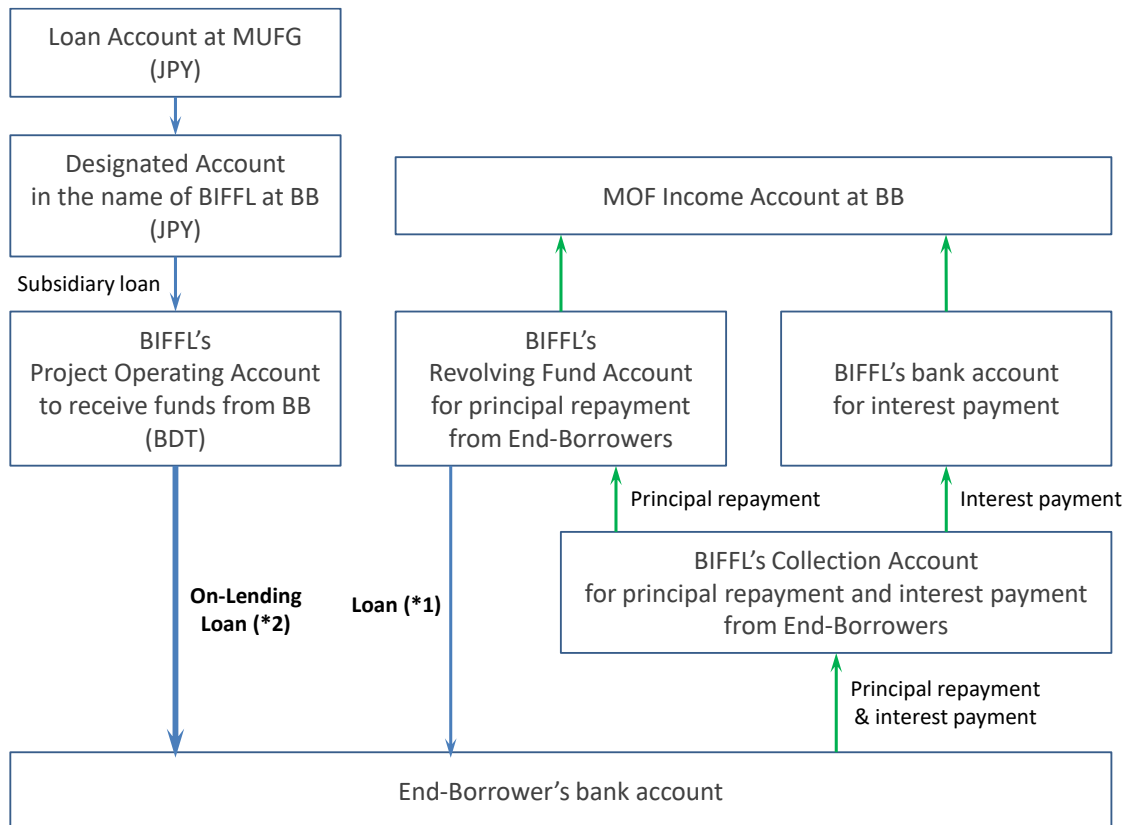 Loan Account at MUFG
(JPY)
Designated Account
in the name of BIFFL at BB
(JPY)
MOF Income Account at BB
Subsidiary loan
BIFFL’s
Project Operating Account
to receive funds from BB
(BDT)
BIFFL’s
Revolving Fund Account
for principal repayment
from End-Borrowers
BIFFL’s bank account
for interest payment
Principal repayment
Interest payment
BIFFL’s Collection Account
for principal repayment and interest payment
from End-Borrowers
On-Lending
Loan (*2)
Loan (*1)
Principal repayment
& interest payment
End-Borrower’s bank account